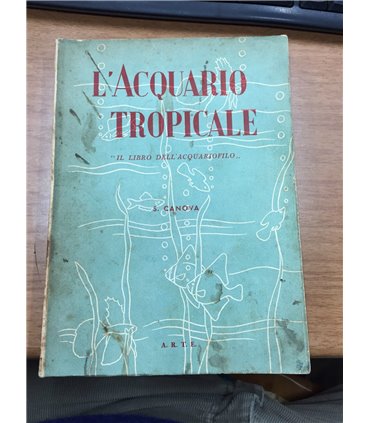 L'ACQUARIO
TROPICALE
"IL LIBRO DELL'ACQUARIOFILO„
S. CANOVA
A. R. T. E.